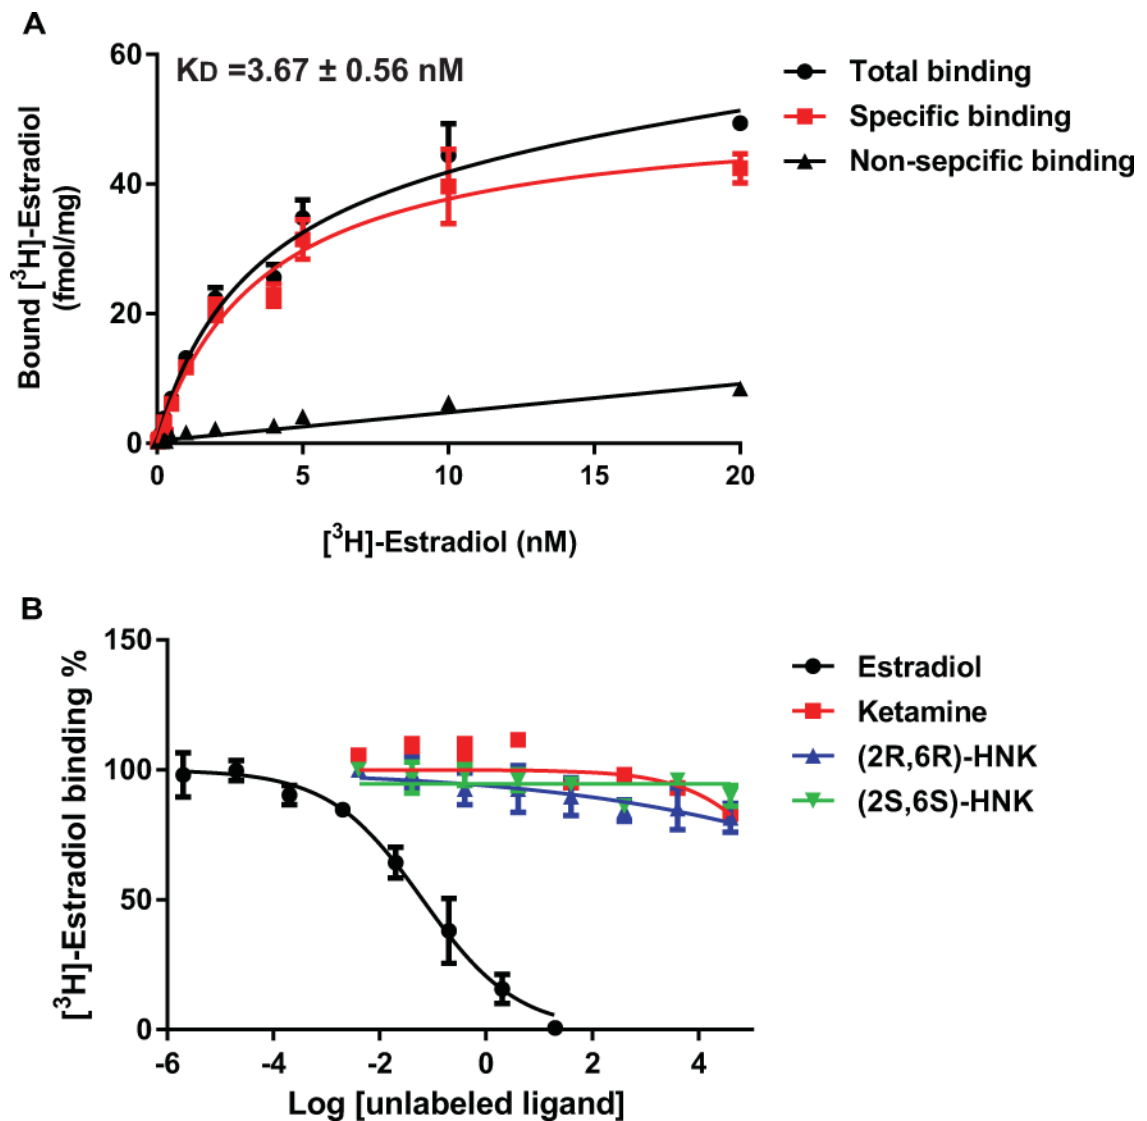 A
KD =3.67 ± 0.56 nM
Total binding
Specific binding
Non-sepcific binding
Bound [³H]-Estradiol
(fmol/mg)
60
40
20
0
0 5 10 15 20
[³H]-Estradiol (nM)
B
[³H]-Estradiol binding %
150
100
50
0
-6 -4 -2 0 2 4
Log [unlabeled ligand]
Estradiol
Ketamine
(2R,6R)-HNK
(2S,6S)-HNK